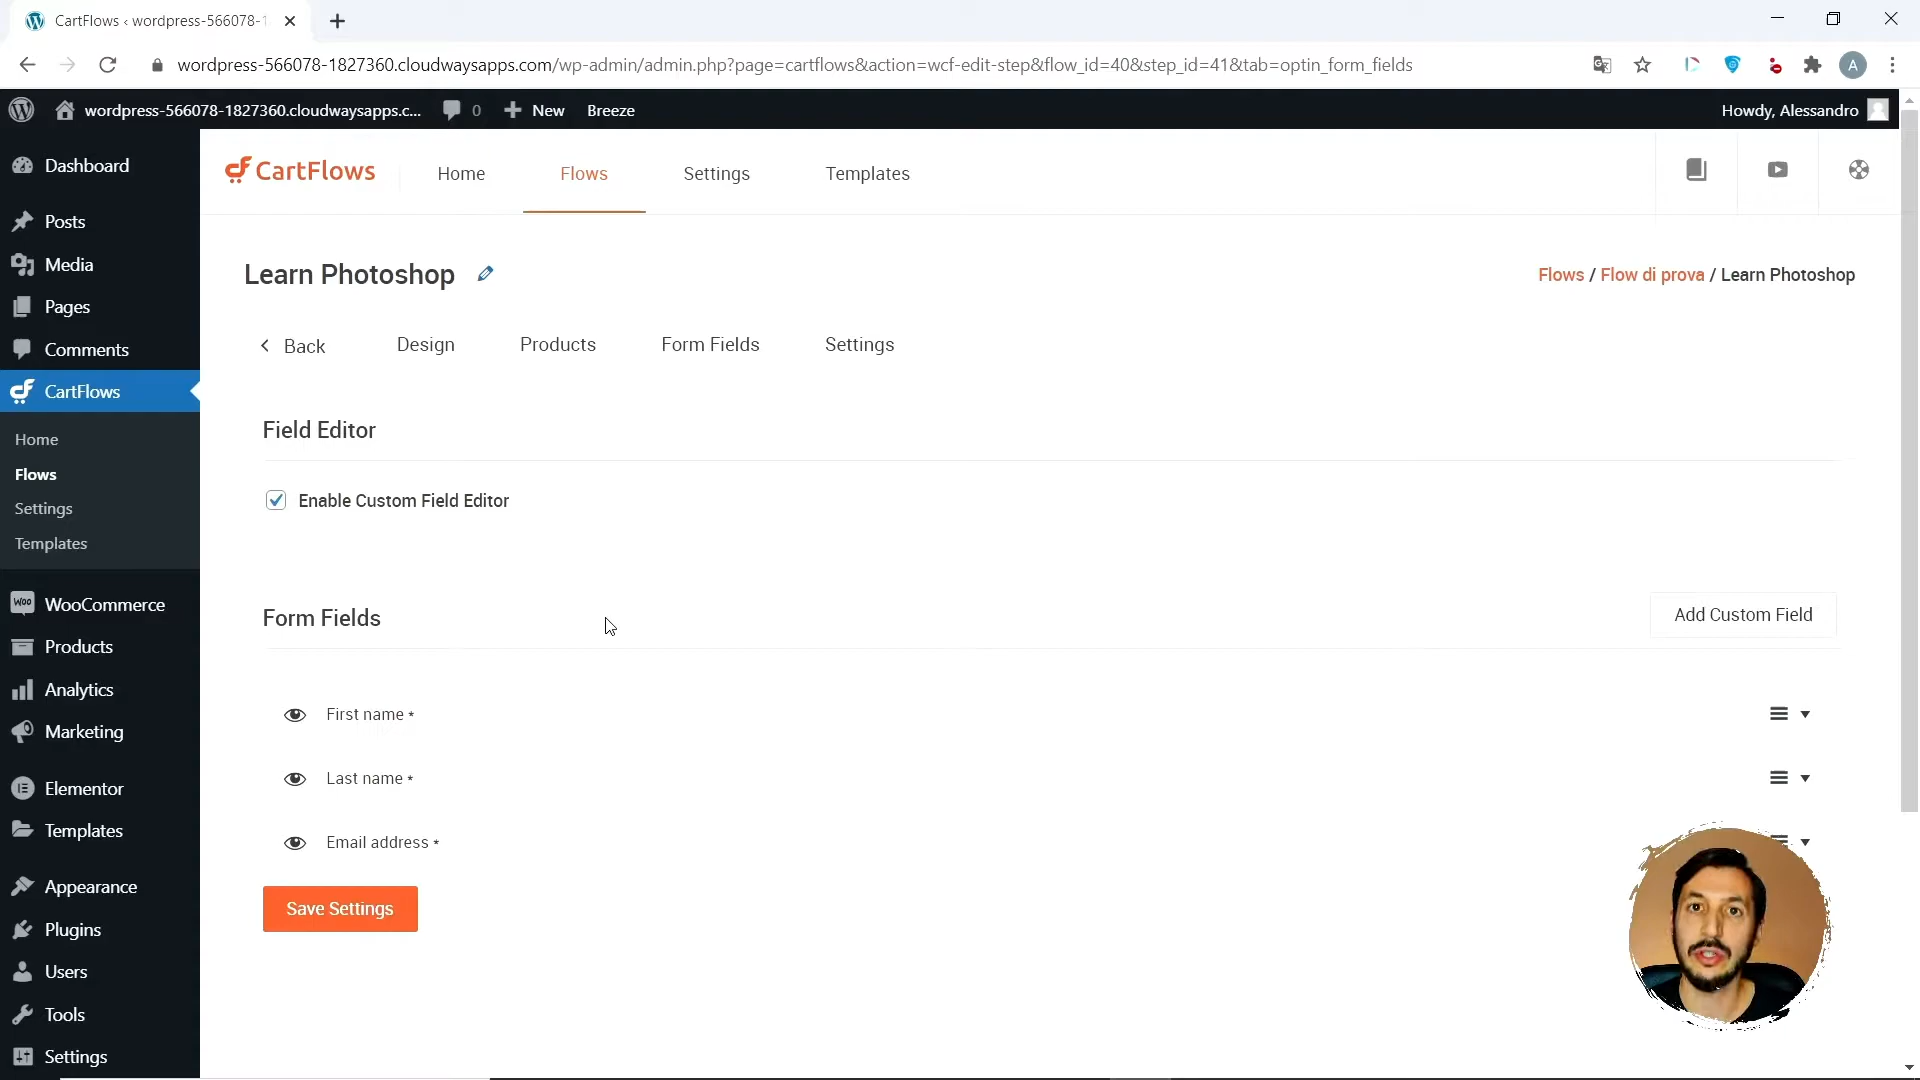 CartFlows ‹ wordpress-566078-1
wordpress-566078-1827360.cloudwaysapps.com/wp-admin/admin.php?page=cartflows&action=wcf-edit-step&flow_id=40&step_id=41&tab=optin_form_fields
A
wordpress-566078-1827360.cloudwaysapps.c...
0
New
Breeze
Howdy, Alessandro
Dashboard
Posts
Media
Pages
Comments
CartFlows
Home
Flows
Settings
Templates
WooCommerce
Products
Analytics
Marketing
Elementor
Templates
Appearance
Plugins
Users
Tools
Settings
CartFlows
Home
Flows
Settings
Templates
Learn Photoshop
Flows / Flow di prova / Learn Photoshop
Back
Design
Products
Form Fields
Settings
Field Editor
Enable Custom Field Editor
Form Fields
Add Custom Field
First name *
Last name *
Email address *
Save Settings